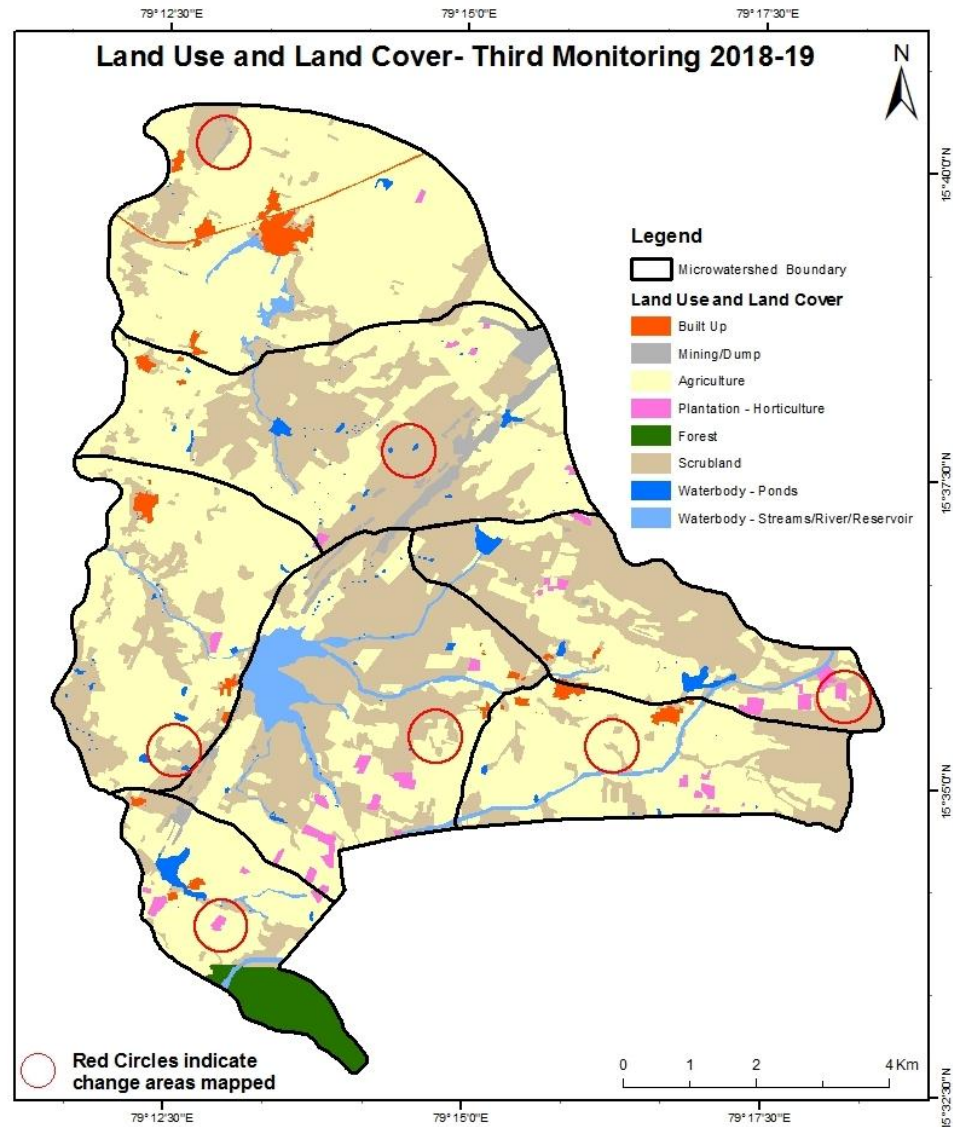 79° 12'30"E 79° 15'0"E 79° 17'30"E
Land Use and Land Cover- Third Monitoring 2018-19
N
15°40'0"N
Legend
Microwatershed Boundary
Land Use and Land Cover
Built Up
Mining/Dump
Agriculture
Plantation - Horticulture
Forest
Scrubland
Waterbody - Ponds
Waterbody - Streams/River/Reservoir
15°37'30"N
15°35'0"N
Red Circles indicate
change areas mapped
0 1 2 4 Km
15°32'30"N
79° 12'30"E 79° 15'0"E 79° 17'30"E